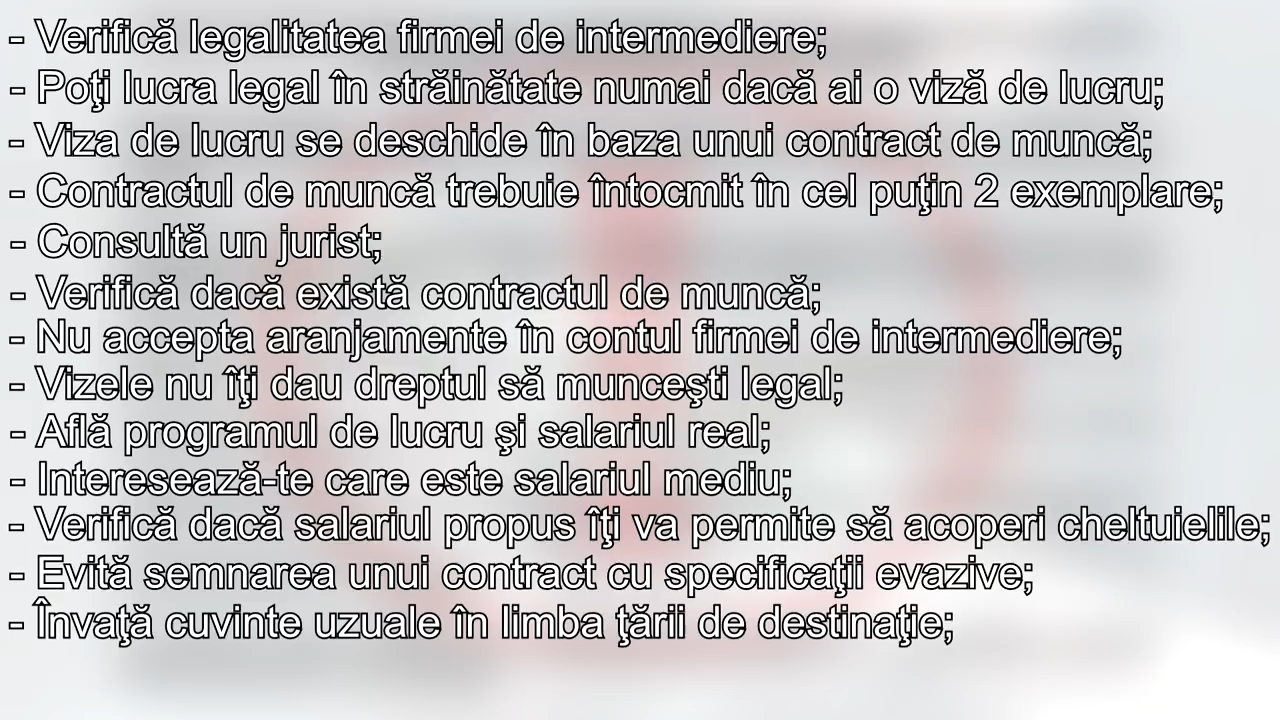 - Verifică legalitatea firmei de intermediere;
- Poţi lucra legal în străinătate numai dacă ai o viză de lucru;
- Viza de lucru se deschide în baza unui contract de muncă;
- Contractul de muncă trebuie întocmit în cel puţin 2 exemplare;
- Consultă un jurist;
- Verifică dacă există contractul de muncă;
- Nu accepta aranjamente în contul firmei de intermediere;
- Vizele nu îţi dau dreptul să munceşti legal;
- Află programul de lucru şi salariul real;
- Interesează-te care este salariul mediu;
- Verifică dacă salariul propus îţi va permite să acoperi cheltuielile;
- Evită semnarea unui contract cu specificaţii evazive;
- Învaţă cuvinte uzuale în limba ţării de destinaţie;